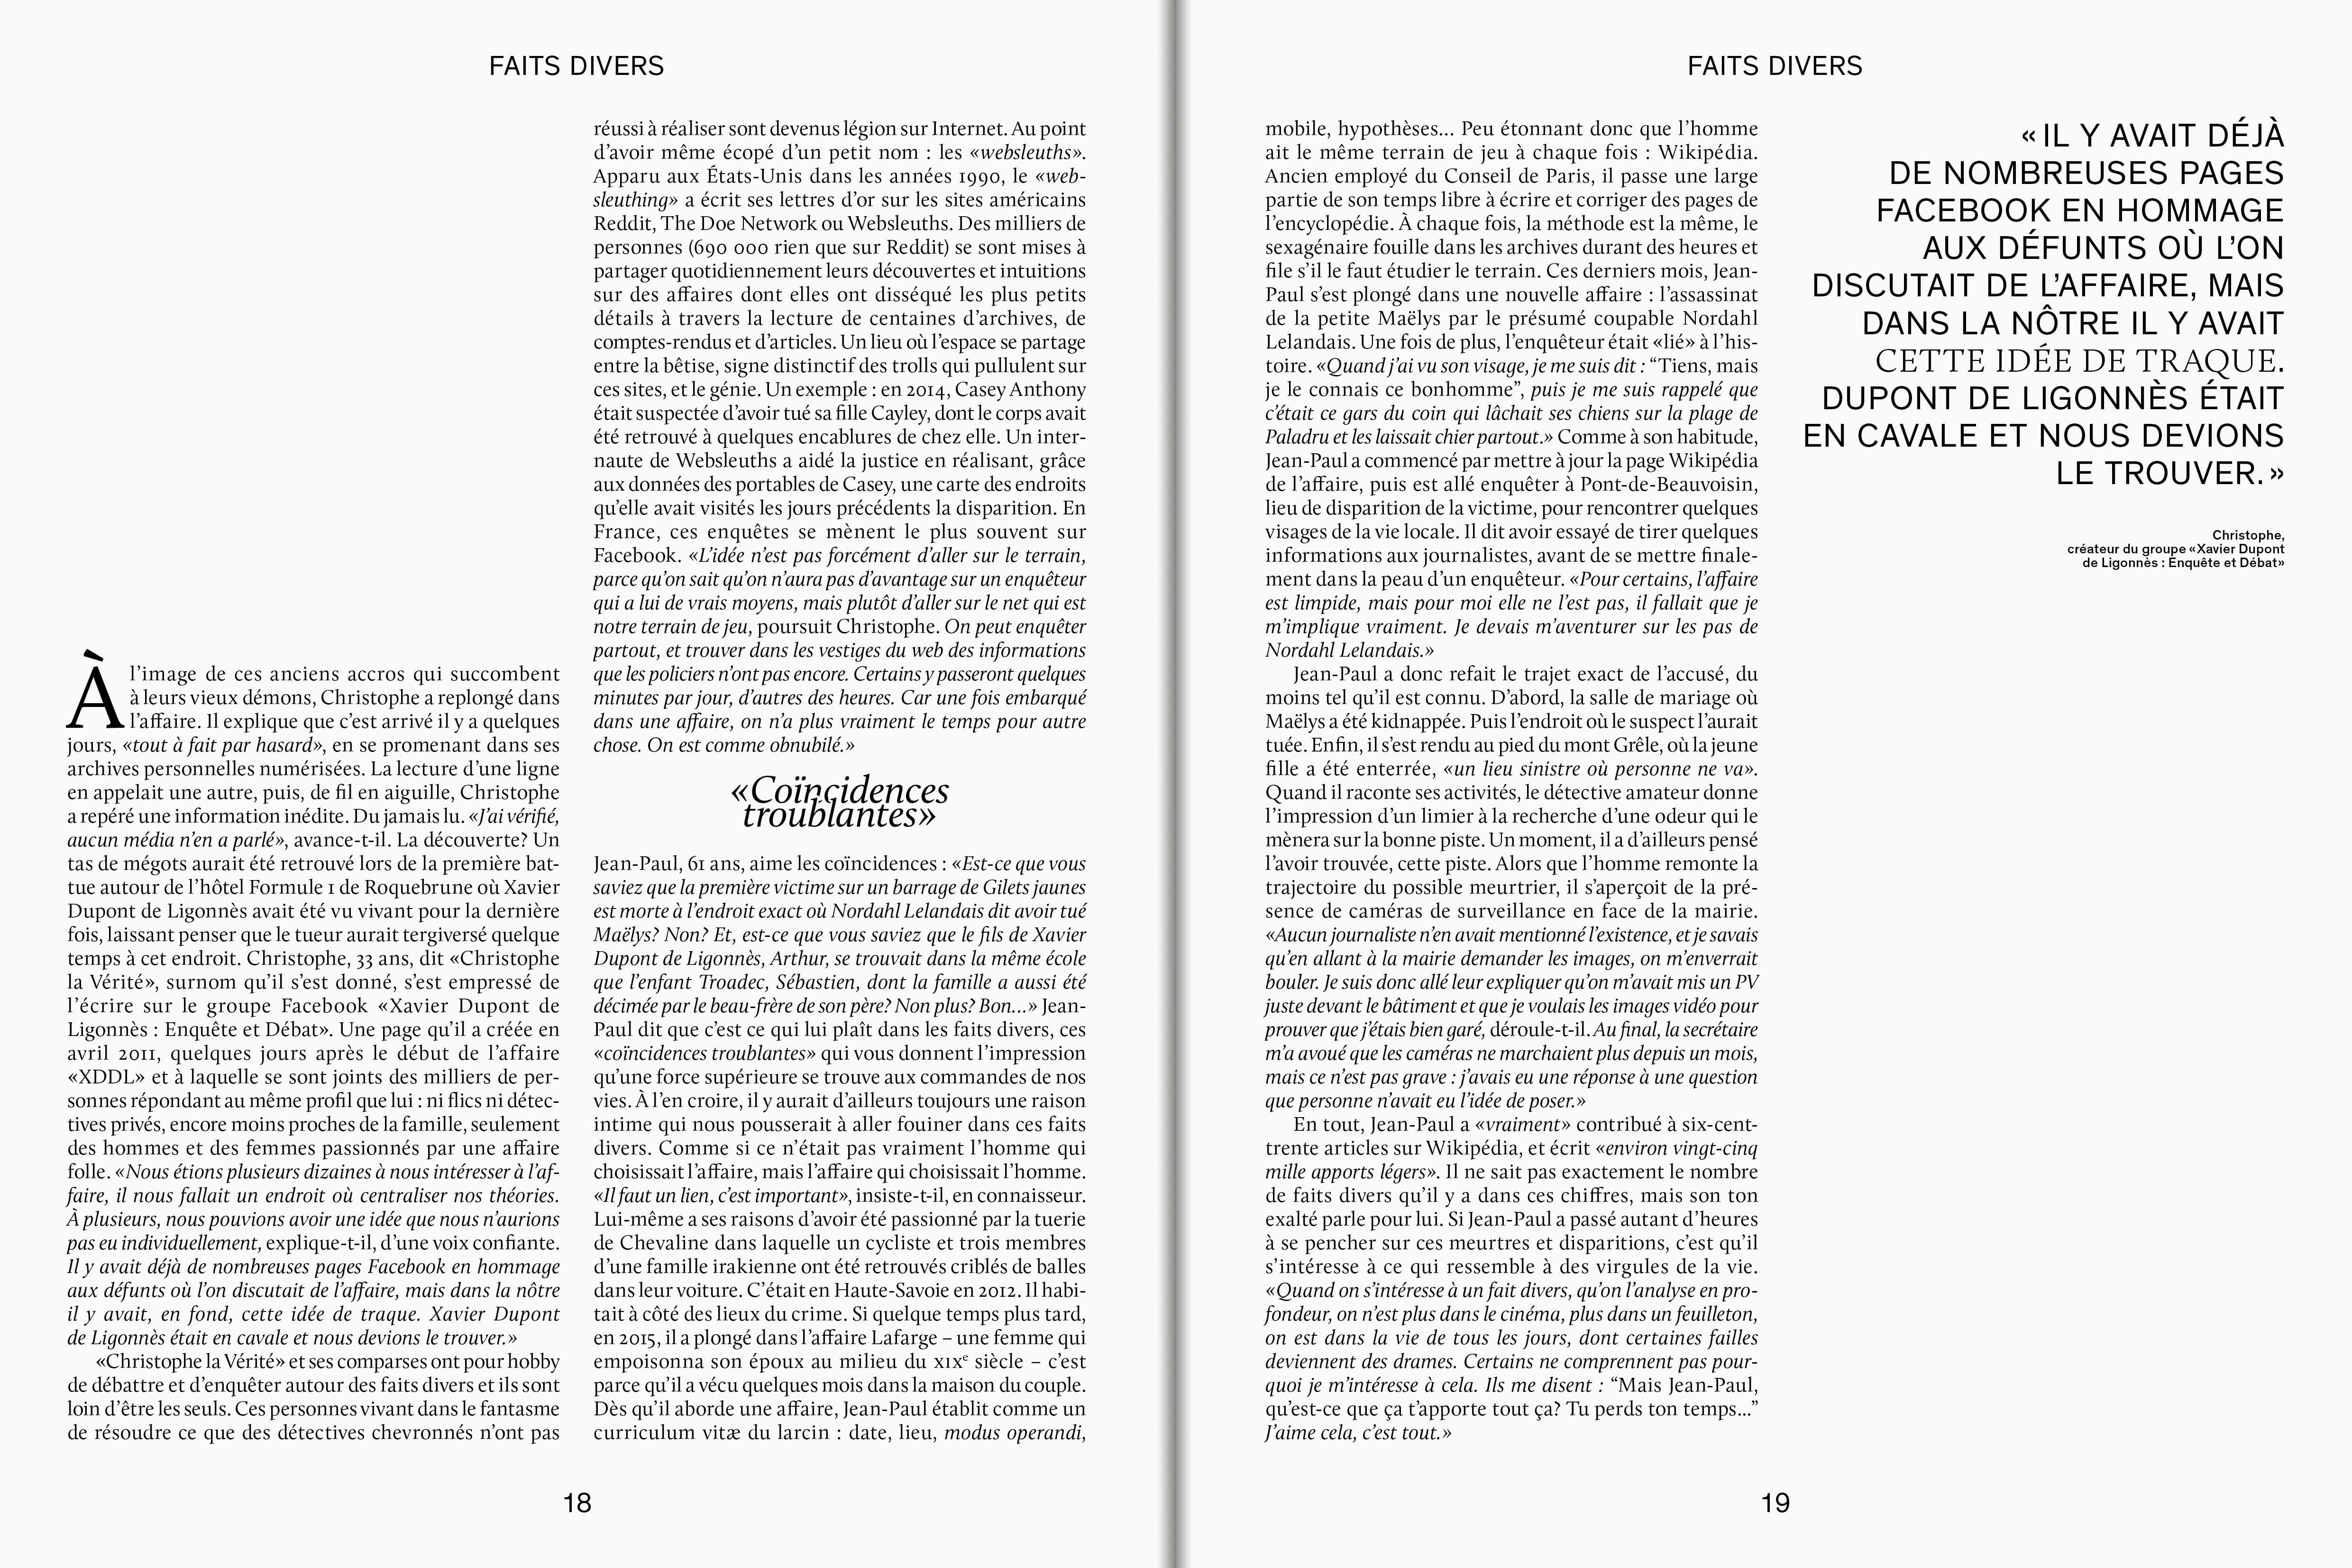 FAITS DIVERS
À l’image de ces anciens accros qui succombent
à leurs vieux démons, Christophe a replongé dans
l’affaire. Il explique que c’est arrivé il y a quelques
jours, «tout à fait par hasard», en se promenant dans ses
archives personnelles numérisées. La lecture d’une ligne
en appelait une autre, puis, de fil en aiguille, Christophe
a repéré une information inédite. Du jamais lu. «J’ai vérifié,
aucun média n’en a parlé», avance-t-il. La découverte? Un
tas de mégots aurait été retrouvé lors de la première bat-
tue autour de l’hôtel Formule 1 de Roquebrune où Xavier
Dupont de Ligonnès avait été vu vivant pour la dernière
fois, laissant penser que le tueur aurait tergiversé quelque
temps à cet endroit. Christophe, 33 ans, dit «Christophe
la Vérité», surnom qu’il s’est donné, s’est empressé de
l’écrire sur le groupe Facebook «Xavier Dupont de
Ligonnès : Enquête et Débat». Une page qu’il a créée en
avril 2011, quelques jours après le début de l’affaire
«XDDL» et à laquelle se sont joints des milliers de per-
sonnes répondant au même profil que lui : ni flics ni détec-
tives privés, encore moins proches de la famille, seulement
des hommes et des femmes passionnés par une affaire
folle. «Nous étions plusieurs dizaines à nous intéresser à l’af-
faire, il nous fallait un endroit où centraliser nos théories.
À plusieurs, nous pouvions avoir une idée que nous n’aurions
pas eu individuellement, explique-t-il, d’une voix confiante.
Il y avait déjà de nombreuses pages Facebook en hommage
aux défunts où l’on discutait de l’affaire, mais dans la nôtre
il y avait, en fond, cette idée de traque. Xavier Dupont
de Ligonnès était en cavale et nous devions le trouver.»
«Christophe la Vérité» et ses comparses ont pour hobby
de débattre et d’enquêter autour des faits divers et ils sont
loin d’être les seuls. Ces personnes vivant dans le fantasme
de résoudre ce que des détectives chevronnés n’ont pas
réussi à réaliser sont devenus légion sur Internet. Au point
d’avoir même écopé d’un petit nom : les «websleuths».
Apparu aux États-Unis dans les années 1990, le «web-
sleuthing» a écrit ses lettres d’or sur les sites américains
Reddit, The Doe Network ou Websleuths. Des milliers de
personnes (690 000 rien que sur Reddit) se sont mises à
partager quotidiennement leurs découvertes et intuitions
sur des affaires dont elles ont disséqué les plus petits
détails à travers la lecture de centaines d’archives, de
comptes-rendus et d’articles. Un lieu où l’espace se partage
entre la bêtise, signe distinctif des trolls qui pullulent sur
ces sites, et le génie. Un exemple : en 2014, Casey Anthony
était suspectée d’avoir tué sa fille Cayley, dont le corps avait
été retrouvé à quelques encablures de chez elle. Un inter-
naute de Websleuths a aidé la justice en réalisant, grâce
aux données des portables de Casey, une carte des endroits
qu’elle avait visités les jours précédents la disparition. En
France, ces enquêtes se mènent le plus souvent sur
Facebook. «L’idée n’est pas forcément d’aller sur le terrain,
parce qu’on sait qu’on n’aura pas d’avantage sur un enquêteur
qui a lui de vrais moyens, mais plutôt d’aller sur le net qui est
notre terrain de jeu, poursuit Christophe. On peut enquêter
partout, et trouver dans les vestiges du web des informations
que les policiers n’ont pas encore. Certains y passeront quelques
minutes par jour, d’autres des heures. Car une fois embarqué
dans une affaire, on n’a plus vraiment le temps pour autre
chose. On est comme obnubilé.»
«Coïncidences
troublantes»
Jean-Paul, 61 ans, aime les coïncidences : «Est-ce que vous
saviez que la première victime sur un barrage de Gilets jaunes
est morte à l’endroit exact où Nordahl Lelandais dit avoir tué
Maëlys? Non? Et, est-ce que vous saviez que le fils de Xavier
Dupont de Ligonnès, Arthur, se trouvait dans la même école
que l’enfant Troadec, Sébastien, dont la famille a aussi été
décimée par le beau-frère de son père? Non plus? Bon...» Jean-
Paul dit que c’est ce qui lui plaît dans les faits divers, ces
«coïncidences troublantes» qui vous donnent l’impression
qu’une force supérieure se trouve aux commandes de nos
vies. À l’en croire, il y aurait d’ailleurs toujours une raison
intime qui nous pousserait à aller fouiner dans ces faits
divers. Comme si ce n’était pas vraiment l’homme qui
choisissait l’affaire, mais l’affaire qui choisissait l’homme.
«Il faut un lien, c’est important», insiste-t-il, en connaisseur.
Lui-même a ses raisons d’avoir été passionné par la tuerie
de Chevaline dans laquelle un cycliste et trois membres
d’une famille irakienne ont été retrouvés criblés de balles
dans leur voiture. C’était en Haute-Savoie en 2012. Il habi-
tait à côté des lieux du crime. Si quelque temps plus tard,
en 2015, il a plongé dans l’affaire Lafarge – une femme qui
empoisonna son époux au milieu du XIXe siècle – c’est
parce qu’il a vécu quelques mois dans la maison du couple.
Dès qu’il aborde une affaire, Jean-Paul établit comme un
curriculum vitæ du larcin : date, lieu, modus operandi,
18
FAITS DIVERS
mobile, hypothèses... Peu étonnant donc que l’homme
ait le même terrain de jeu à chaque fois : Wikipédia.
Ancien employé du Conseil de Paris, il passe une large
partie de son temps libre à écrire et corriger des pages de
l’encyclopédie. À chaque fois, la méthode est la même, le
sexagénaire fouille dans les archives durant des heures et
file s’il le faut étudier le terrain. Ces derniers mois, Jean-
Paul s’est plongé dans une nouvelle affaire : l’assassinat
de la petite Maëlys par le présumé coupable Nordahl
Lelandais. Une fois de plus, l’enquêteur était «lié» à l’his-
toire. «Quand j’ai vu son visage, je me suis dit : “Tiens, mais
je le connais ce bonhomme”, puis je me suis rappelé que
c’était ce gars du coin qui lâchait ses chiens sur la plage de
Paladru et les laissait chier partout.» Comme à son habitude,
Jean-Paul a commencé par mettre à jour la page Wikipédia
de l’affaire, puis est allé enquêter à Pont-de-Beauvoisin,
lieu de disparition de la victime, pour rencontrer quelques
visages de la vie locale. Il dit avoir essayé de tirer quelques
informations aux journalistes, avant de se mettre finale-
ment dans la peau d’un enquêteur. «Pour certains, l’affaire
est limpide, mais pour moi elle ne l’est pas, il fallait que je
m’implique vraiment. Je devais m’aventurer sur les pas de
Nordahl Lelandais.»
Jean-Paul a donc refait le trajet exact de l’accusé, du
moins tel qu’il est connu. D’abord, la salle de mariage où
Maëlys a été kidnappée. Puis l’endroit où le suspect l’aurait
tuée. Enfin, il s’est rendu au pied du mont Grêle, où la jeune
fille a été enterrée, «un lieu sinistre où personne ne va».
Quand il raconte ses activités, le détective amateur donne
l’impression d’un limier à la recherche d’une odeur qui le
mènera sur la bonne piste. Un moment, il a d’ailleurs pensé
l’avoir trouvée, cette piste. Alors que l’homme remonte la
trajectoire du possible meurtrier, il s’aperçoit de la pré-
sence de caméras de surveillance en face de la mairie.
«Aucun journaliste n’en avait mentionné l’existence, et je savais
qu’en allant à la mairie demander les images, on m’enverrait
bouler. Je suis donc allé leur expliquer qu’on m’avait mis un PV
juste devant le bâtiment et que je voulais les images vidéo pour
prouver que j’étais bien garé, déroule-t-il. Au final, la secrétaire
m’a avoué que les caméras ne marchaient plus depuis un mois,
mais ce n’est pas grave : j’avais eu une réponse à une question
que personne n’avait eu l’idée de poser.»
En tout, Jean-Paul a «vraiment» contribué à six-cent-
trente articles sur Wikipédia, et écrit «environ vingt-cinq
mille apports légers». Il ne sait pas exactement le nombre
de faits divers qu’il y a dans ces chiffres, mais son ton
exalté parle pour lui. Si Jean-Paul a passé autant d’heures
à se pencher sur ces meurtres et disparitions, c’est qu’il
s’intéresse à ce qui ressemble à des virgules de la vie.
«Quand on s’intéresse à un fait divers, qu’on l’analyse en pro-
fondeur, on n’est plus dans le cinéma, plus dans un feuilleton,
on est dans la vie de tous les jours, dont certaines failles
deviennent des drames. Certains ne comprennent pas pour-
quoi je m’intéresse à cela. Ils me disent : “Mais Jean-Paul,
qu’est-ce que ça t’apporte tout ça? Tu perds ton temps...”
J’aime cela, c’est tout.»
« IL Y AVAIT DÉJÀ
DE NOMBREUSES PAGES
FACEBOOK EN HOMMAGE
AUX DÉFUNTS OÙ L’ON
DISCUTAIT DE L’AFFAIRE, MAIS
DANS LA NÔTRE IL Y AVAIT
CETTE IDÉE DE TRAQUE.
DUPONT DE LIGONNÈS ÉTAIT
EN CAVALE ET NOUS DEVIONS
LE TROUVER. »
Christophe,
créateur du groupe «Xavier Dupont
de Ligonnès : Enquête et Débat»
19